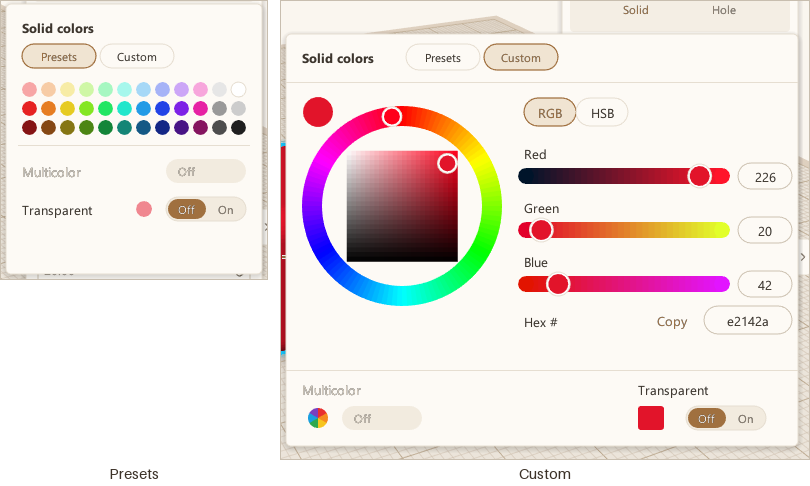 Solid colors
Presets
Custom
Multicolor
Off
Transparent
Off
On
Presets
Solid
Hole
Solid colors
Presets
Custom
RGB
HSB
Red
226
Green
20
Blue
42
Hex #
Copy
e2142a
Multicolor
Off
Transparent
Off
On
Custom